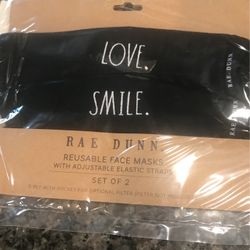 LOVE.
SMILE.
RAE DUNN
REUSABLE FACE MASKS
WITH ADJUSTABLE ELASTIC STRAPS
SET OF 2